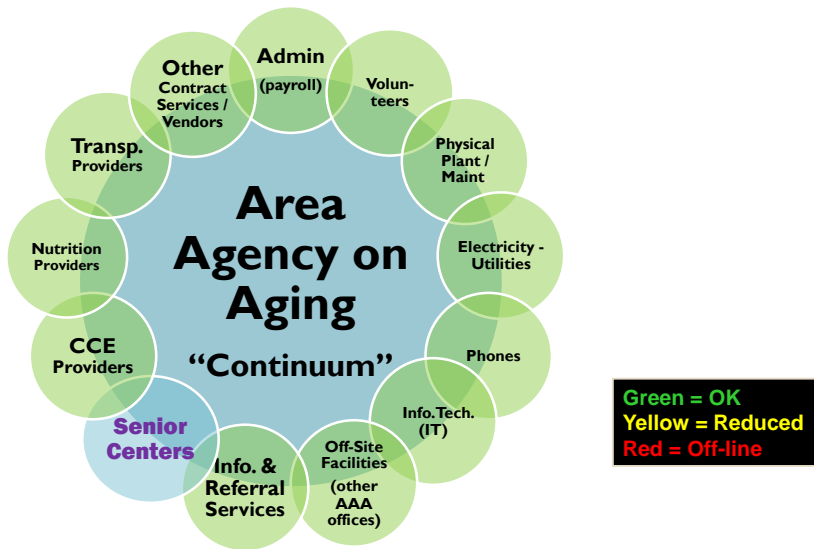 Admin
(payroll)
Volun-
teers
Physical
Plant /
Maint
Electricity -
Utilities
Phones
Info.Tech.
(IT)
Off-Site
Facilities
(other
AAA
offices)
Info. &
Referral
Services
Senior
Centers
CCE
Providers
Nutrition
Providers
Transp.
Providers
Other
Contract
Services /
Vendors
Area
Agency on
Aging
“Continuum”
Green = OK
Yellow = Reduced
Red = Off-line